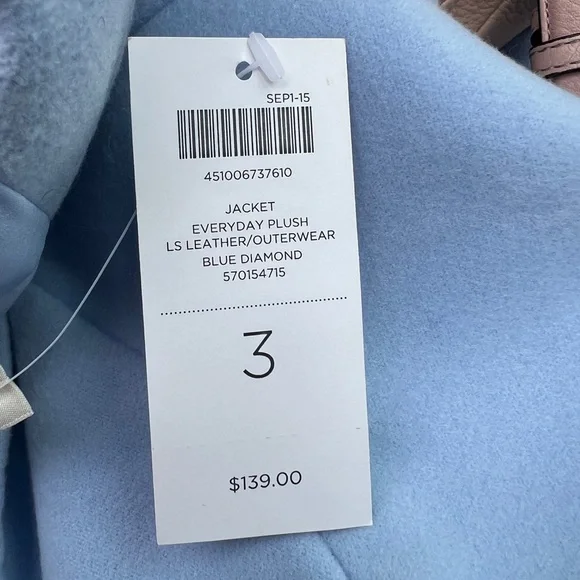 SEP1-15
451006737610
JACKET
EVERYDAY PLUSH
LS LEATHER/OUTERWEAR
BLUE DIAMOND
570154715
3
$139.00